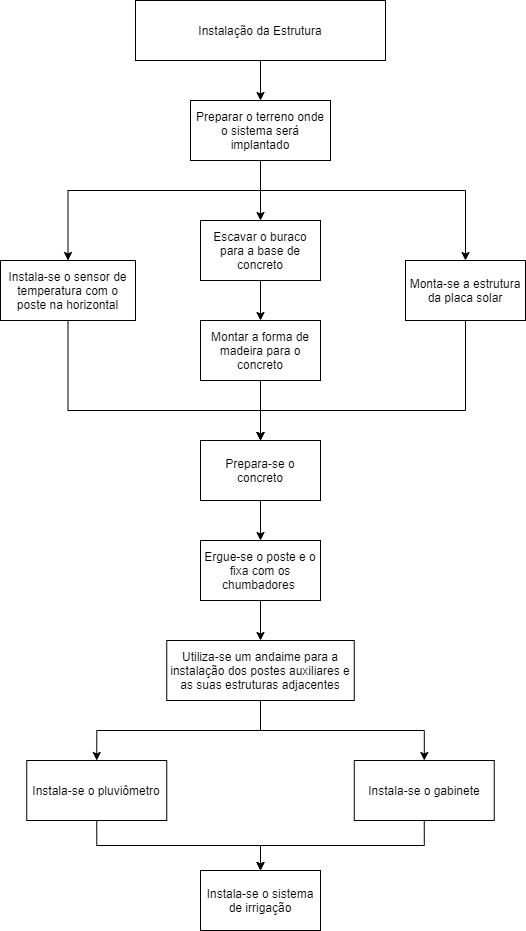 Instalação da Estrutura
Preparar o terreno onde
o sistema será
implantado
Instala-se o sensor de
temperatura com o
poste na horizontal
Escavar o buraco
para a base de
concreto
Monta-se a estrutura
da placa solar
Montar a forma de
madeira para o
concreto
Prepara-se o
concreto
Ergue-se o poste e o
fixa com os
chumbadores
Utiliza-se um andaime para a
instalação dos postes auxiliares e
as suas estruturas adjacentes
Instala-se o pluviômetro
Instala-se o gabinete
Instala-se o sistema
de irrigação